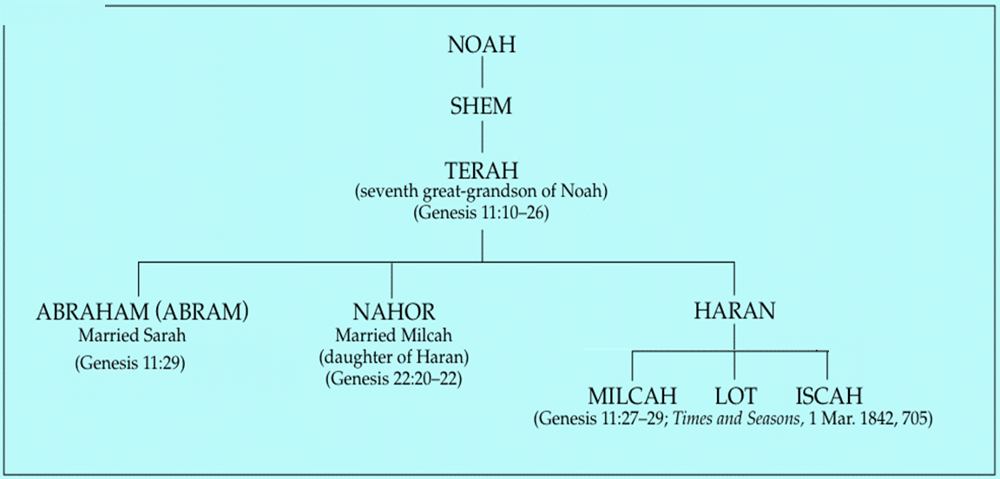 NOAH
SHEM
TERAH
(seventh great-grandson of Noah)
(Genesis 11:10–26)
ABRAHAM (ABRAM)
Married Sarah
(Genesis 11:29)
NAHOR
Married Milcah
(daughter of Haran)
(Genesis 22:20–22)
HARAN
MILCAH LOT ISCAH
(Genesis 11:27–29; Times and Seasons, 1 Mar. 1842, 705)